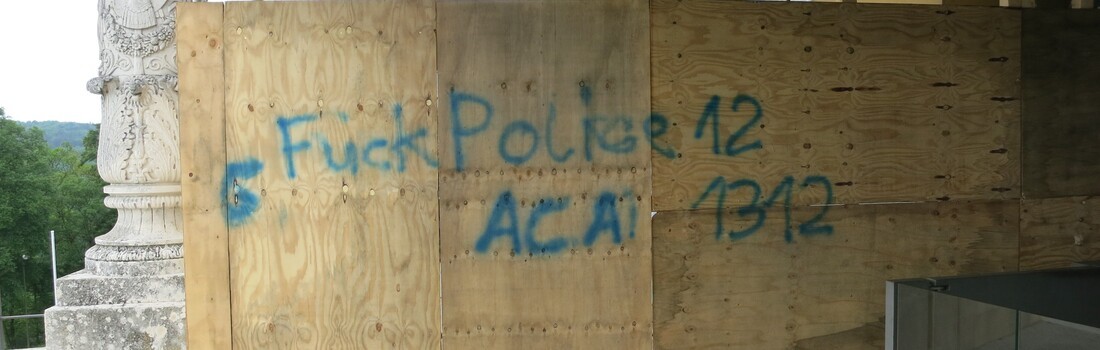 Fuck Police 12
ACAI 1312